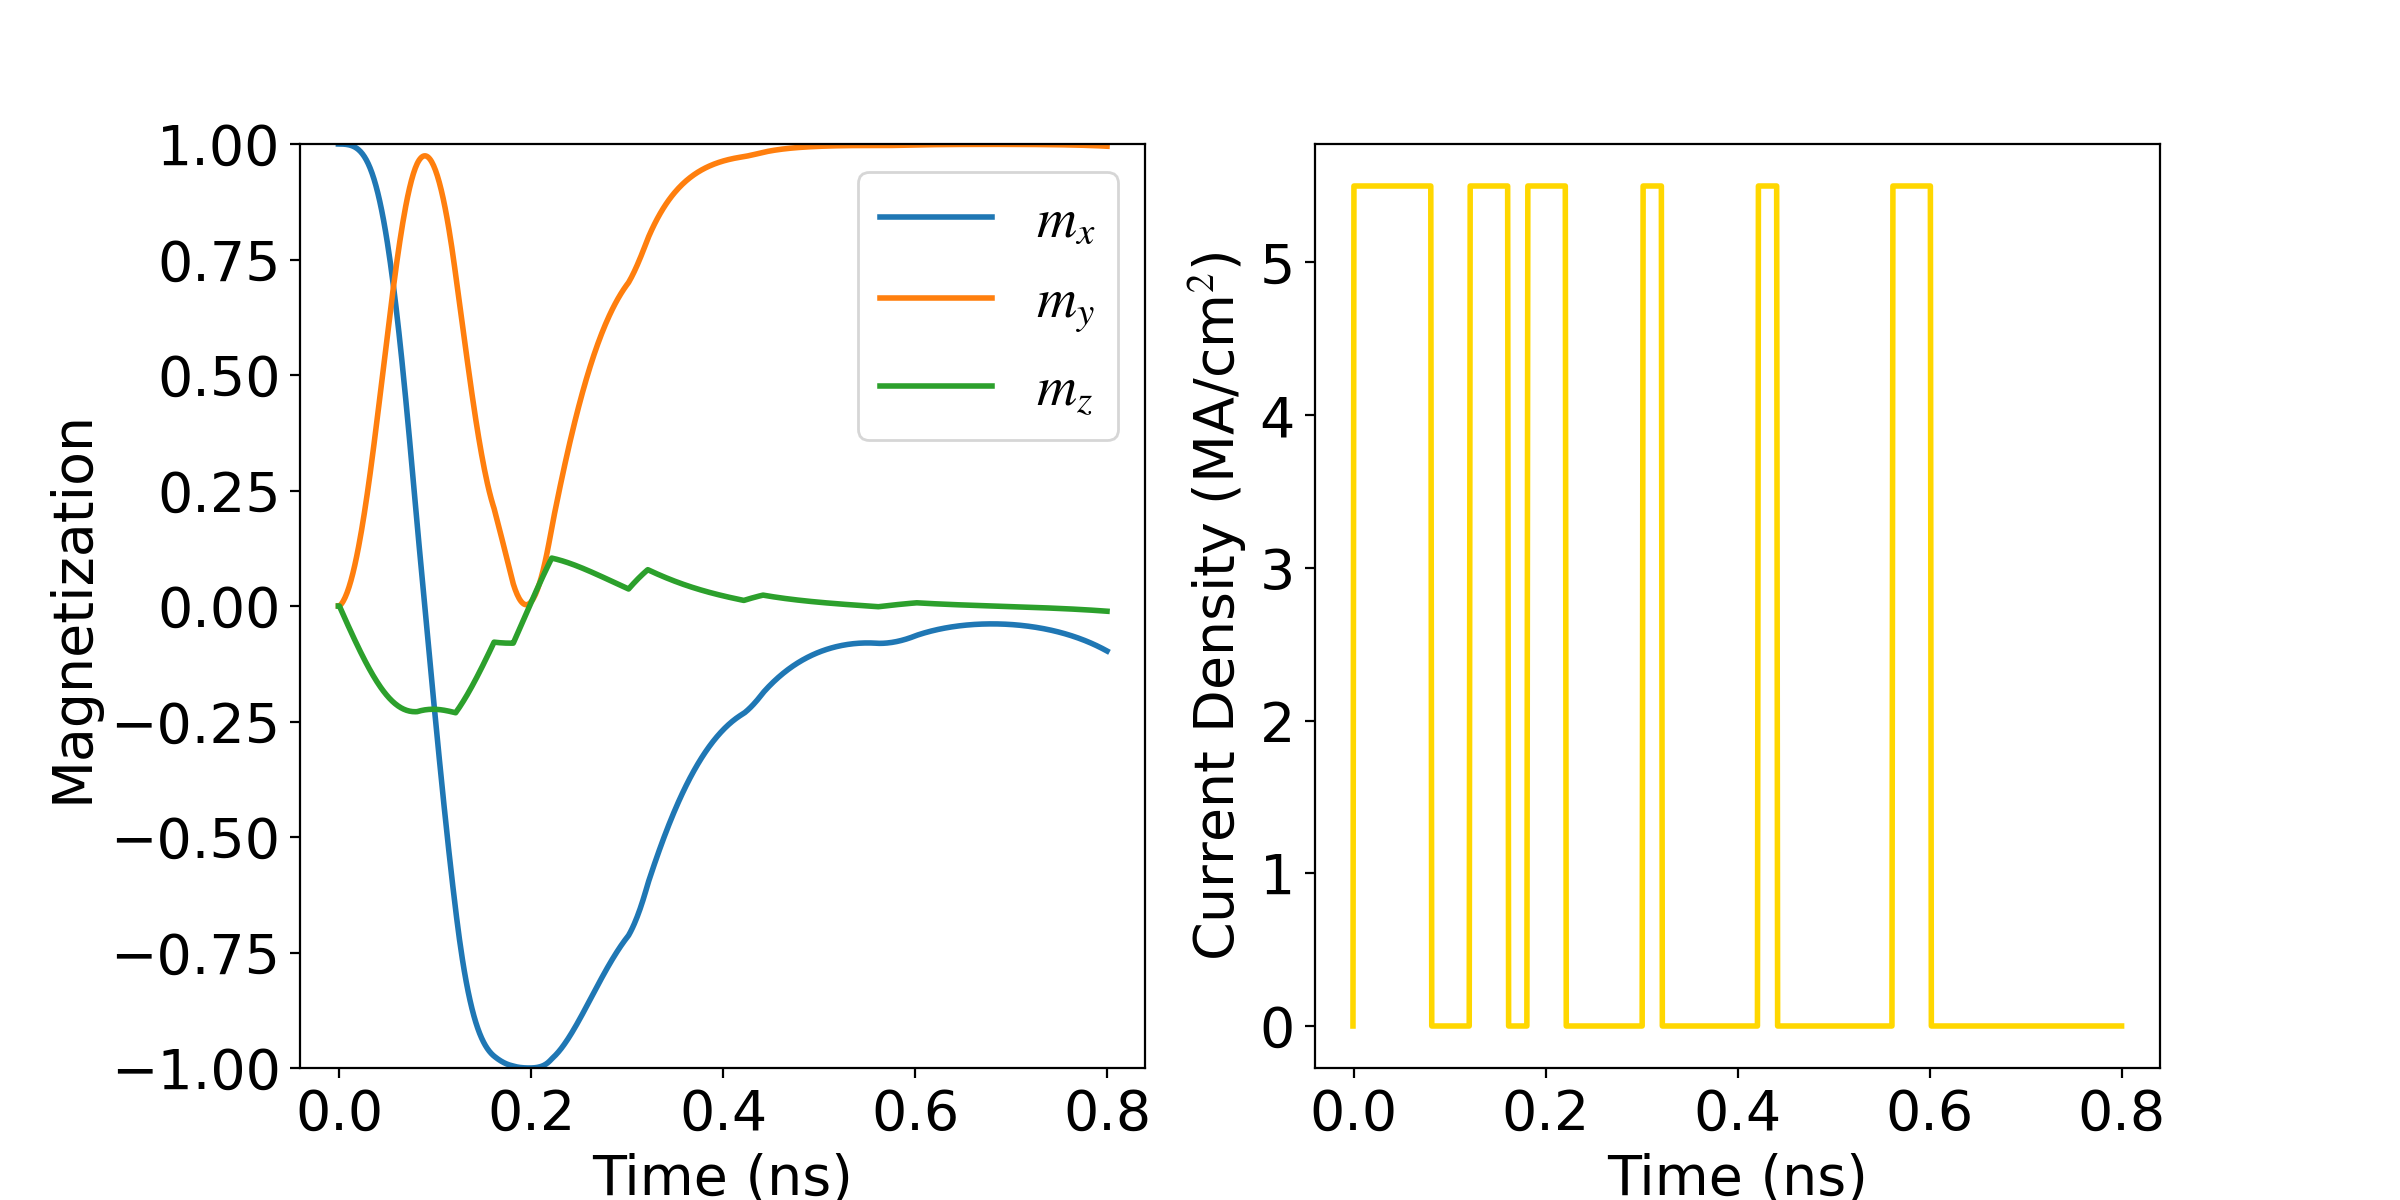 1.00
0.75
0.50
0.25
0.00
−0.25
−0.50
−0.75
−1.00
Magnetization
0.0 0.2 0.4 0.6 0.8
Time (ns)
mₓ
m_y
m_z
5
4
3
2
1
0
Current Density (MA/cm²)
0.0 0.2 0.4 0.6 0.8
Time (ns)